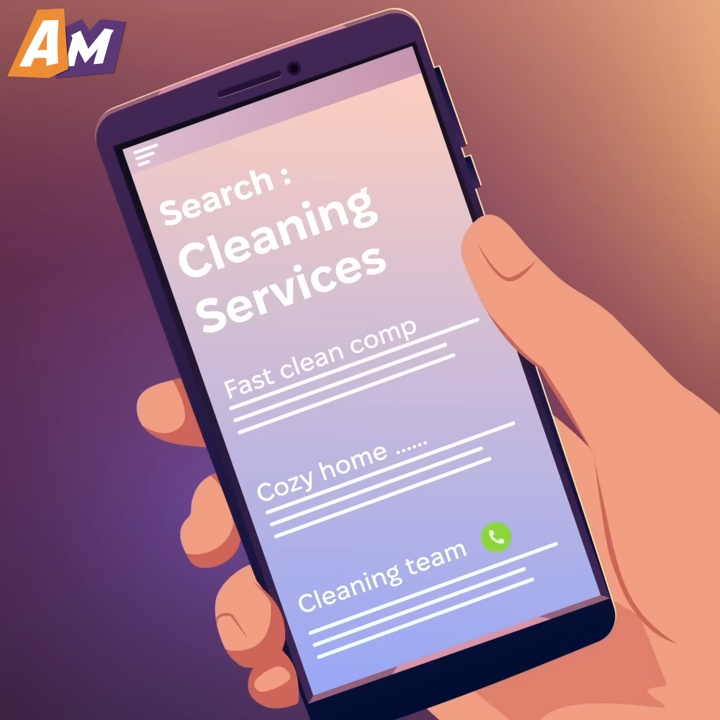 AM
Search :
Cleaning
Services
Fast clean comp
Cozy home ......
Cleaning team